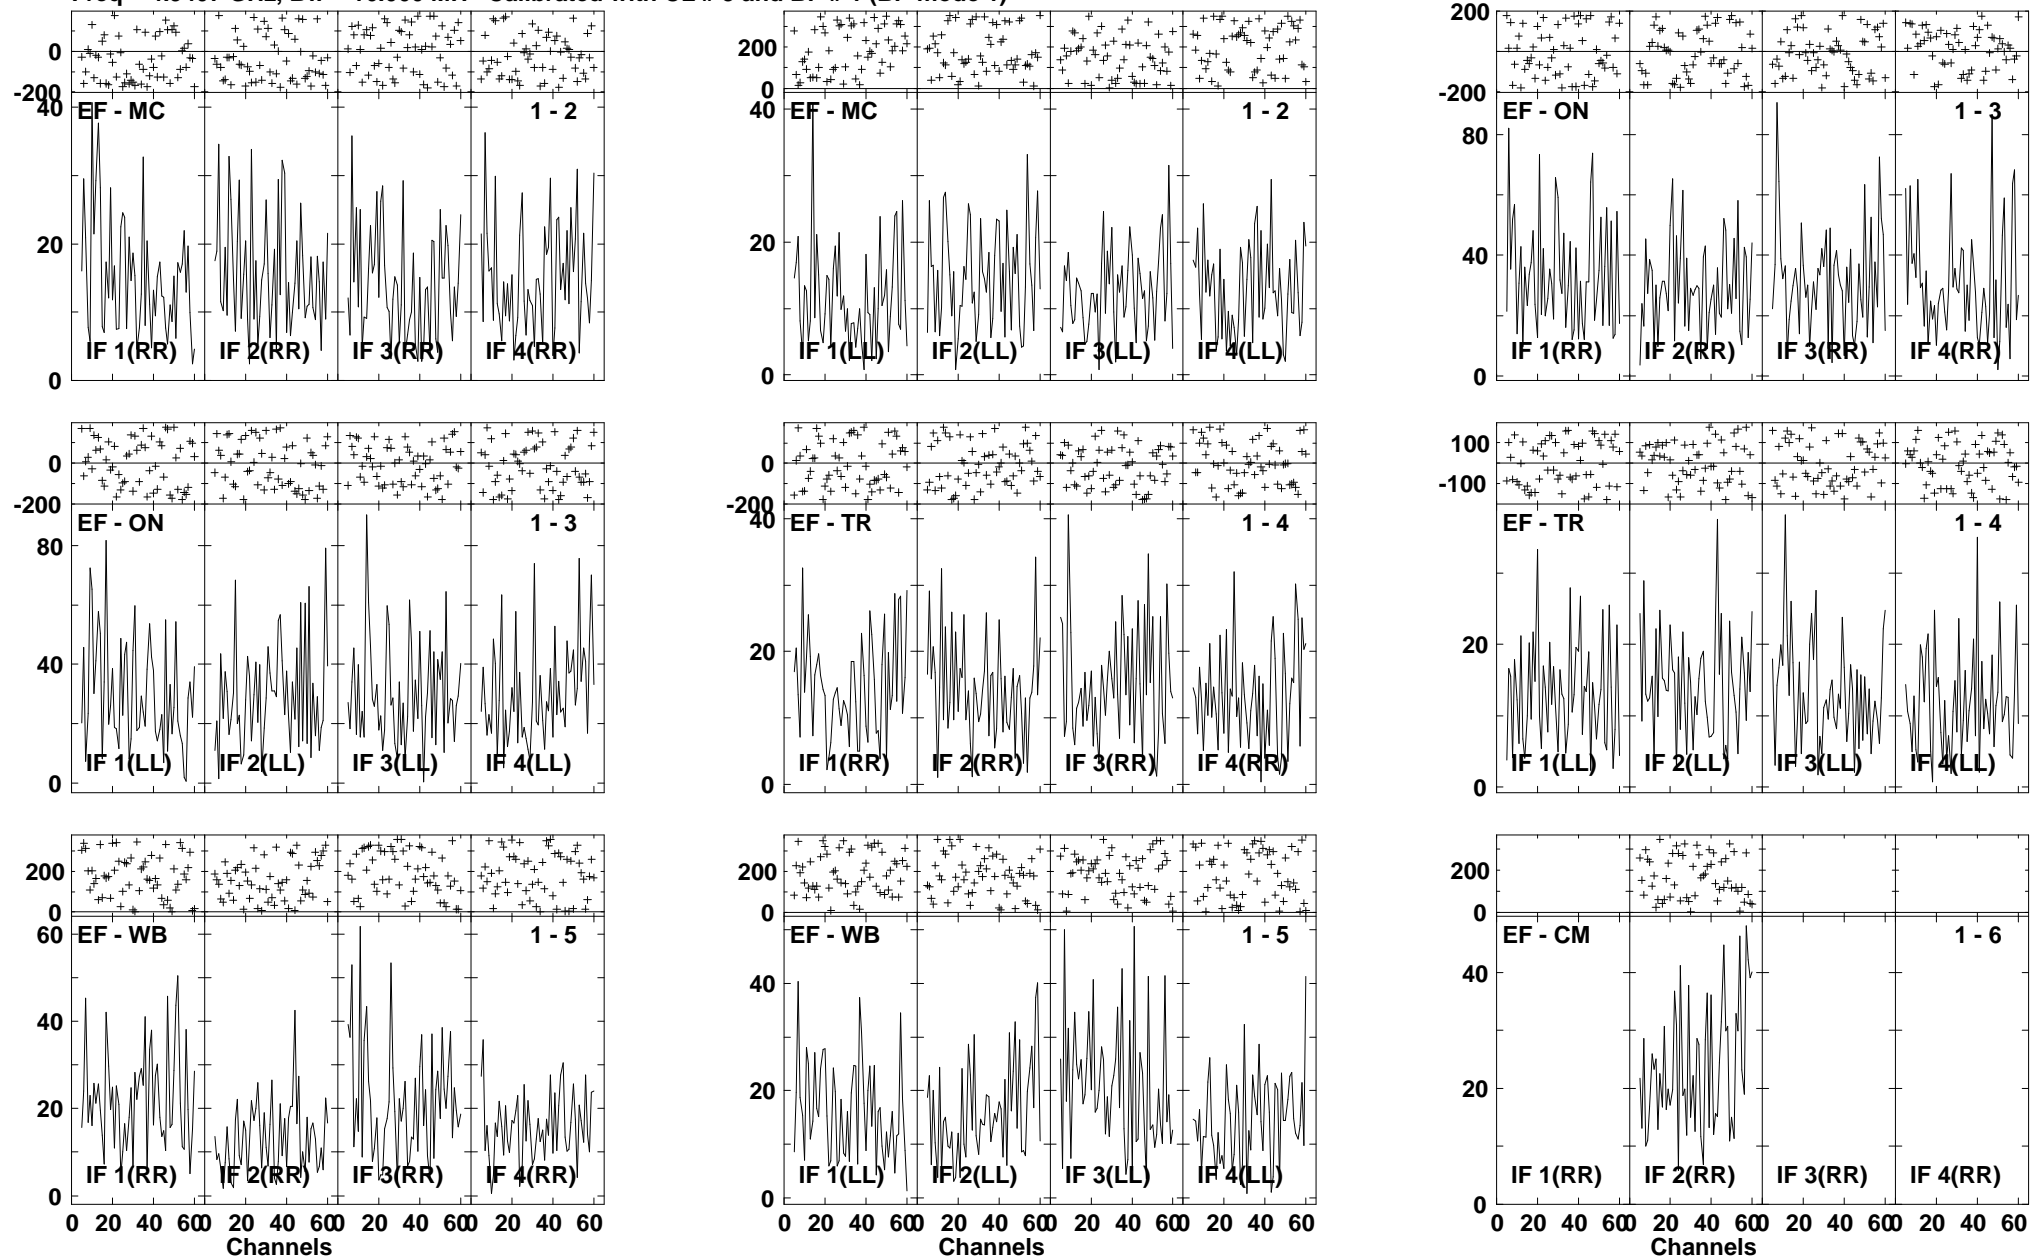 200
0
-200
0
200
0
-200
40
EF - MC
1 - 2
20
0
IF 1(RR)
IF 2(RR)
IF 3(RR)
IF 4(RR)
40
EF - MC
1 - 2
20
0
IF 1(LL)
IF 2(LL)
IF 3(LL)
IF 4(LL)
80
EF - ON
1 - 3
40
0
IF 1(RR)
IF 2(RR)
IF 3(RR)
IF 4(RR)
0
-200
0
-200
100
-100
EF - ON
1 - 3
80
40
0
IF 1(LL)
IF 2(LL)
IF 3(LL)
IF 4(LL)
40
EF - TR
1 - 4
20
0
IF 1(RR)
IF 2(RR)
IF 3(RR)
IF 4(RR)
EF - TR
1 - 4
20
0
IF 1(LL)
IF 2(LL)
IF 3(LL)
IF 4(LL)
200
0
200
0
200
0
60
EF - WB
1 - 5
40
20
0
IF 1(RR)
IF 2(RR)
IF 3(RR)
IF 4(RR)
EF - WB
1 - 5
40
20
0
IF 1(LL)
IF 2(LL)
IF 3(LL)
IF 4(LL)
EF - CM
1 - 6
40
20
0
IF 1(RR)
IF 2(RR)
IF 3(RR)
IF 4(RR)
0 20 40 60 0 20 40 60 0 20 40 60 0 20 40 60
Channels
0 20 40 60 0 20 40 60 0 20 40 60 0 20 40 60
Channels
0 20 40 60 0 20 40 60 0 20 40 60 0 20 40 60
Channels